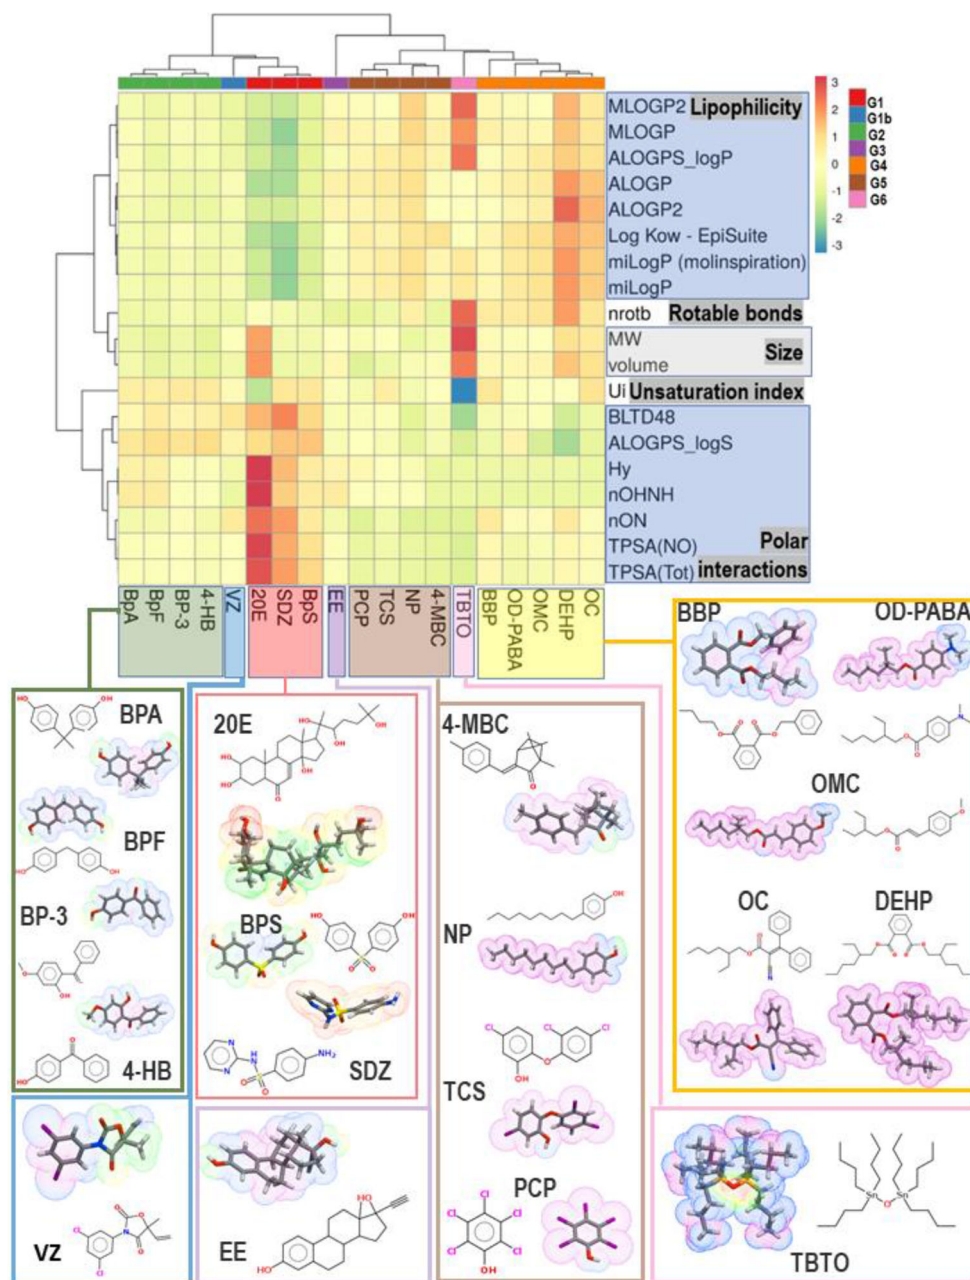 MLOGP2 Lipophilicity
MLOGP
ALOGPS_logP
ALOGP
ALOGP2
Log Kow - EpiSuite
miLogP (molinspiration)
miLogP
nrotb Rotable bonds
MW
volume
Size
Ui Unsaturation index
BLTD48
ALOGPS_logS
Hy
nOHNH
nON
TPSA(NO) Polar
TPSA(Tot) interactions
3
2
1
0
-1
-2
-3
G1
G1b
G2
G3
G4
G5
G6
BpA
BpF
BP-3
4-HB
VZ
20E
SDZ
BpS
EE
PCP
TCS
NP
4-MBC
TBTO
BBP
OD-PABA
OMC
DEHP
OC
BPA
BPF
BP-3
4-HB
20E
BPS
SDZ
4-MBC
NP
TCS
PCP
BBP
OD-PABA
OMC
OC
DEHP
VZ
EE
TBTO